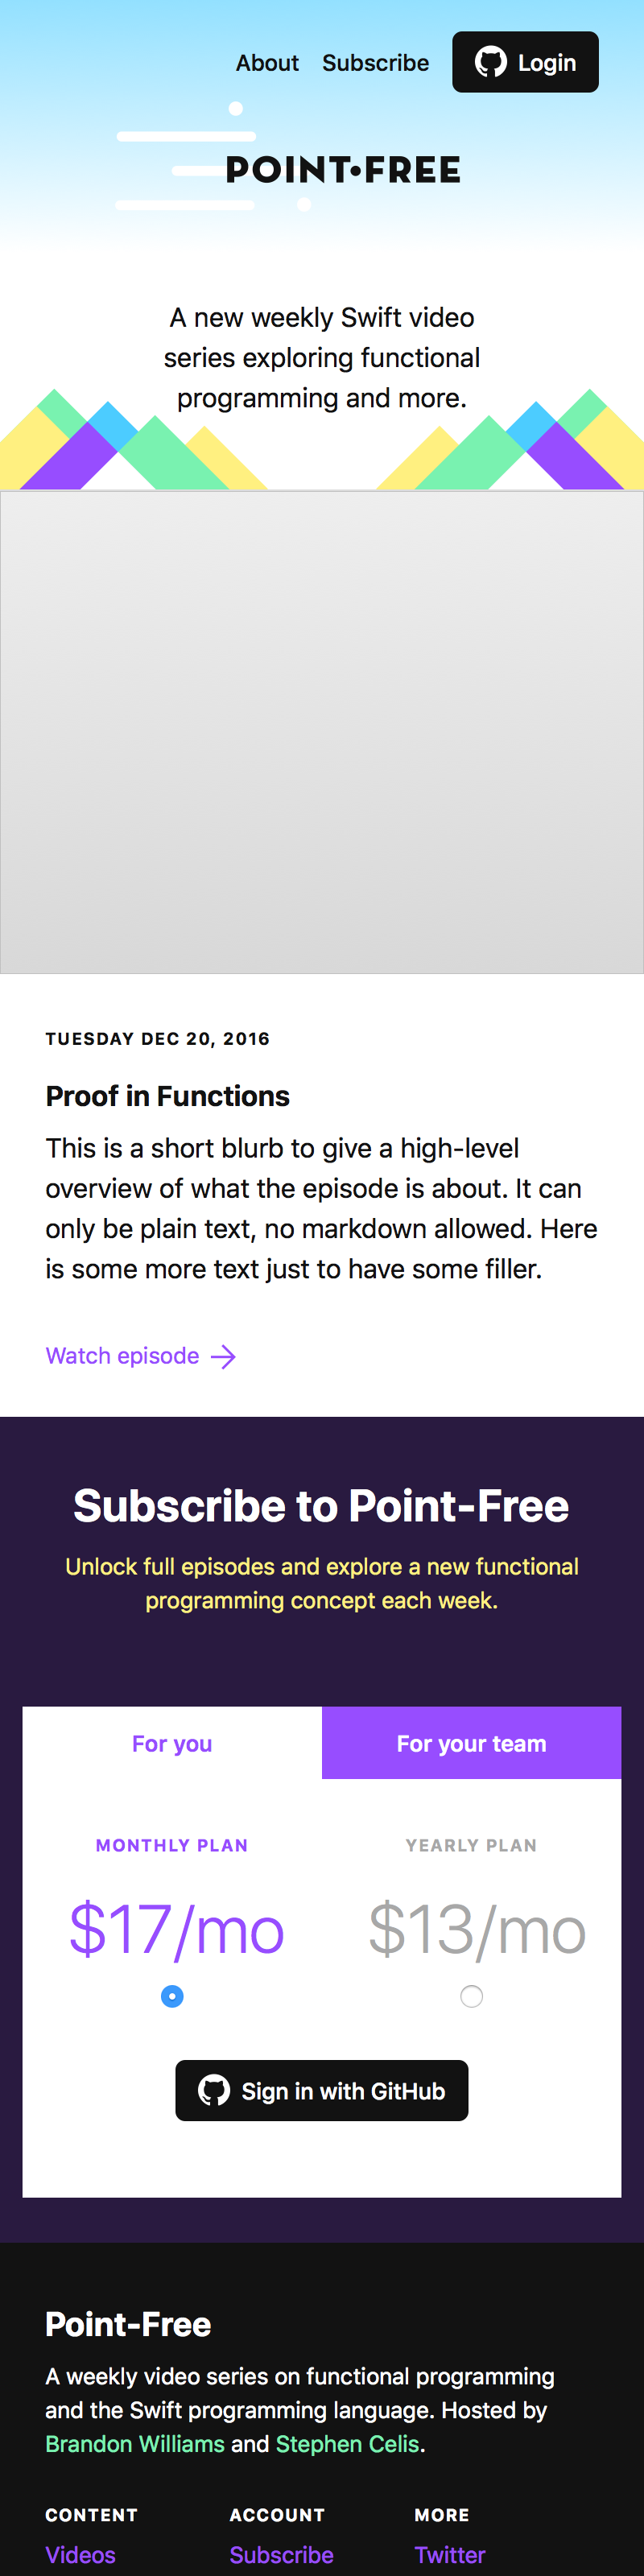 About Subscribe Login
POINT•FREE
A new weekly Swift video
series exploring functional
programming and more.
TUESDAY DEC 20, 2016
Proof in Functions
This is a short blurb to give a high-level
overview of what the episode is about. It can
only be plain text, no markdown allowed. Here
is some more text just to have some filler.
Watch episode
Subscribe to Point-Free
Unlock full episodes and explore a new functional
programming concept each week.
For you For your team
MONTHLY PLAN YEARLY PLAN
$17/mo $13/mo
Sign in with GitHub
Point-Free
A weekly video series on functional programming
and the Swift programming language. Hosted by
Brandon Williams and Stephen Celis.
CONTENT ACCOUNT MORE
Videos Subscribe Twitter